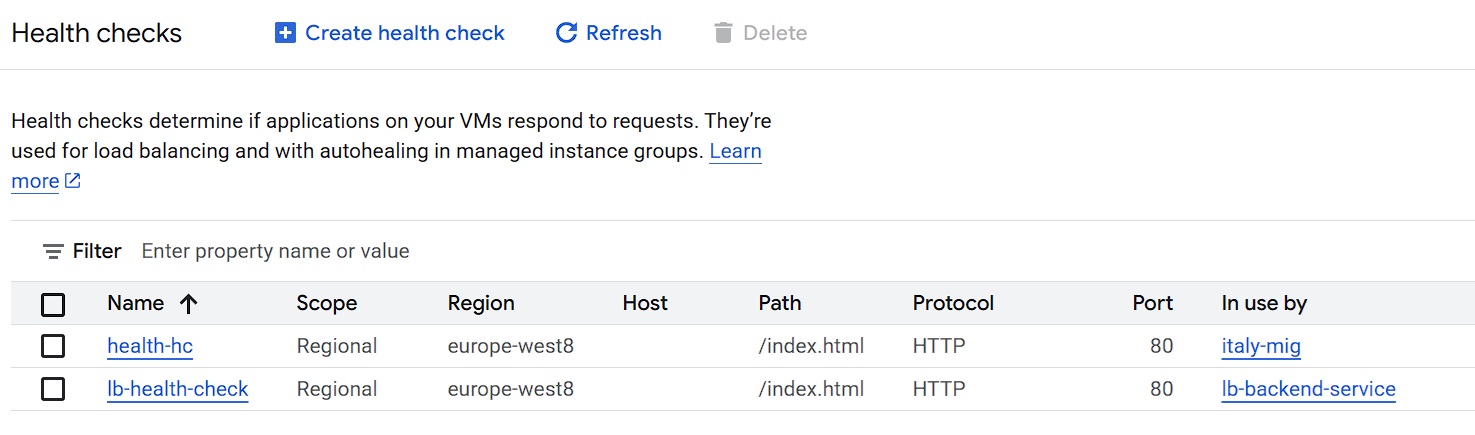 Health checks Create health check Refresh Delete
Health checks determine if applications on your VMs respond to requests. They’re
used for load balancing and with autohealing in managed instance groups. Learn
more
Filter Enter property name or value
Name Scope Region Host Path Protocol Port In use by
health-hc Regional europe-west8 /index.html HTTP 80 italy-mig
lb-health-check Regional europe-west8 /index.html HTTP 80 lb-backend-service